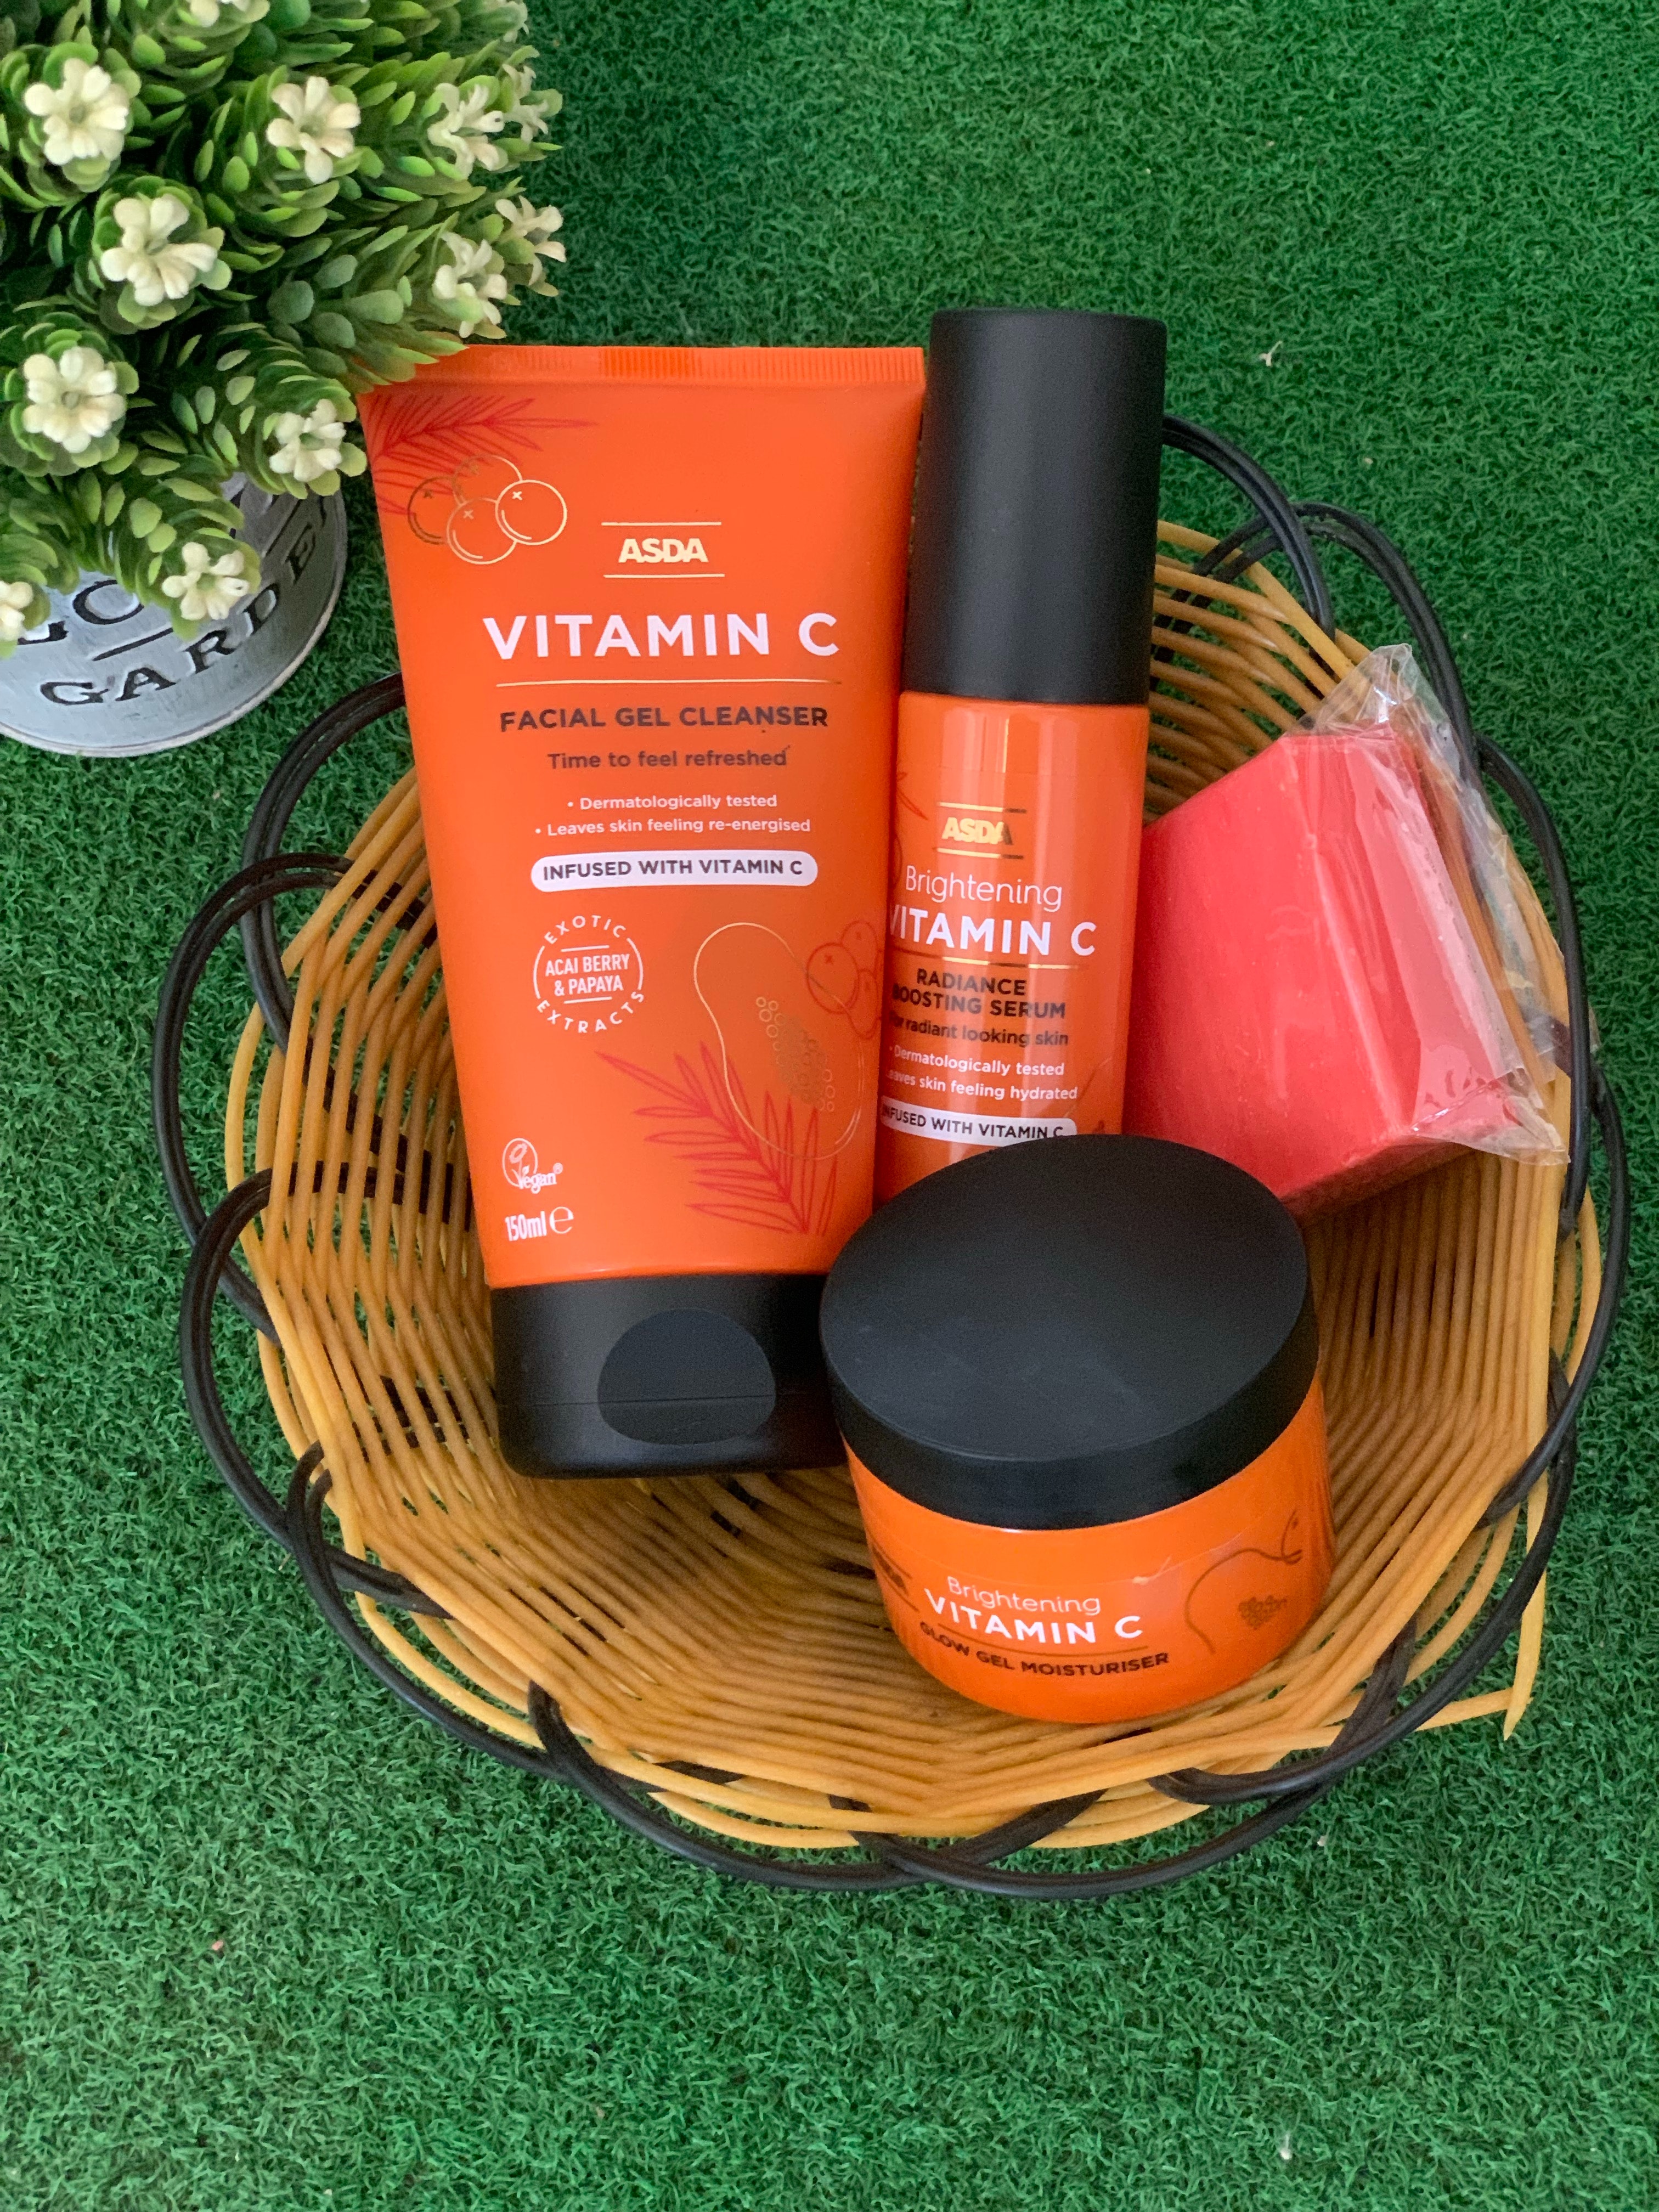 GARDEN
ASDA
VITAMIN C
FACIAL GEL CLEANSER
Time to feel refreshed
• Dermatologically tested
• Leaves skin feeling re-energised
INFUSED WITH VITAMIN C
EXOTIC
ACAI BERRY
& PAPAYA
EXTRACTS
Vegan®
150ml ℮
ASDA
Brightening
VITAMIN C
RADIANCE
BOOSTING SERUM
radiant looking skin
• Dermatologically tested
skin feeling hydrated
INFUSED WITH VITAMIN C
Brightening
VITAMIN C
GLOW GEL MOISTURISER